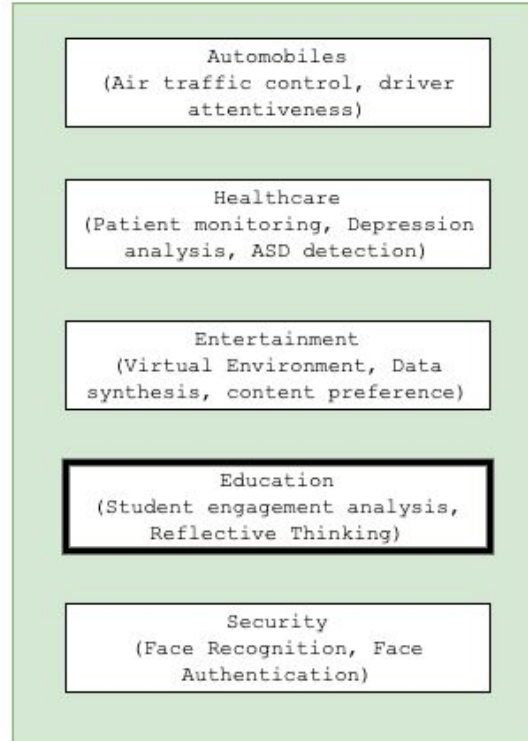 Automobiles
(Air traffic control, driver
attentiveness)
Healthcare
(Patient monitoring, Depression
analysis, ASD detection)
Entertainment
(Virtual Environment, Data
synthesis, content preference)
Education
(Student engagement analysis,
Reflective Thinking)
Security
(Face Recognition, Face
Authentication)